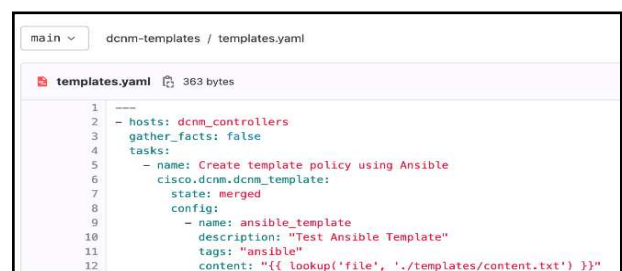 main dcnm-templates / templates.yaml
templates.yaml 363 bytes
1 ---
2 - hosts: dcnm_controllers
3   gather_facts: false
4   tasks:
5     - name: Create template policy using Ansible
6       cisco.dcnm.dcnm_template:
7         state: merged
8         config:
9           - name: ansible_template
10             description: "Test Ansible Template"
11             tags: "ansible"
12             content: "{{ lookup('file', './templates/content.txt') }}"